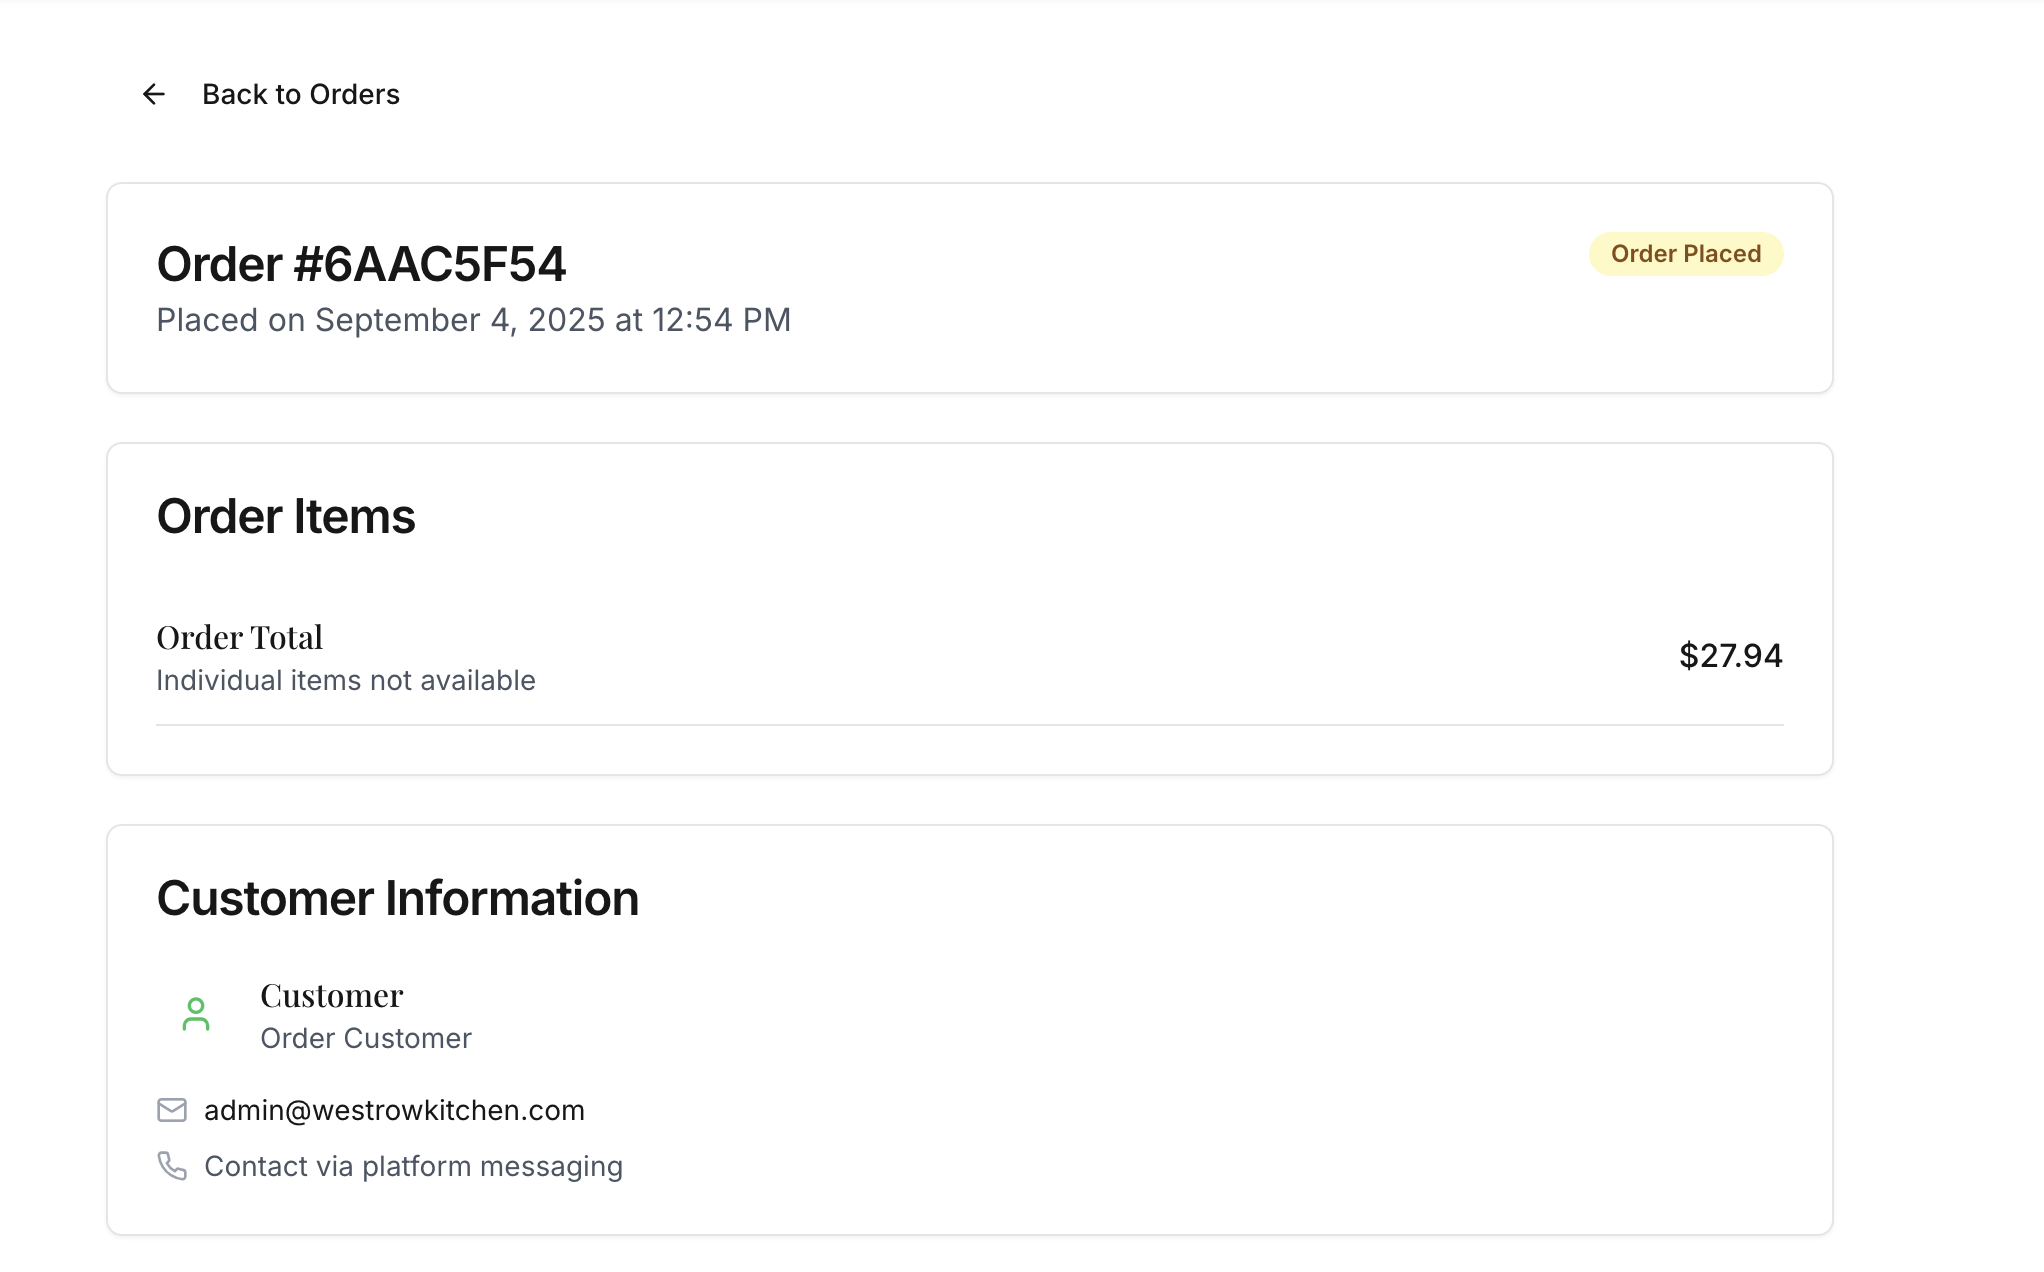 Back to Orders
Order #6AAC5F54
Order Placed
Placed on September 4, 2025 at 12:54 PM
Order Items
Order Total
Individual items not available
$27.94
Customer Information
Customer
Order Customer
admin@westrowkitchen.com
Contact via platform messaging